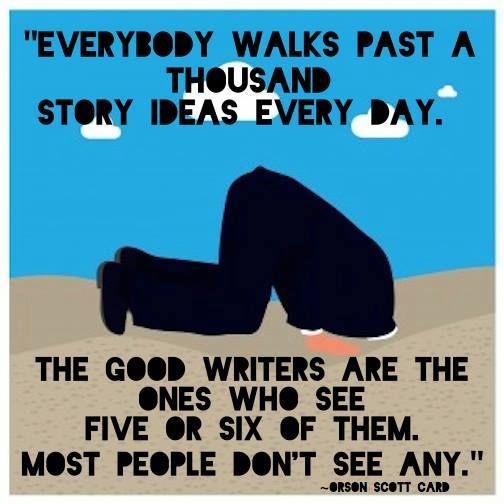 "EVERYBODY WALKS PAST A
THOUSAND
STORY IDEAS EVERY DAY.
THE GOOD WRITERS ARE THE
ONES WHO SEE
FIVE OR SIX OF THEM.
MOST PEOPLE DON'T SEE ANY."
~ORSON SCOTT CARD